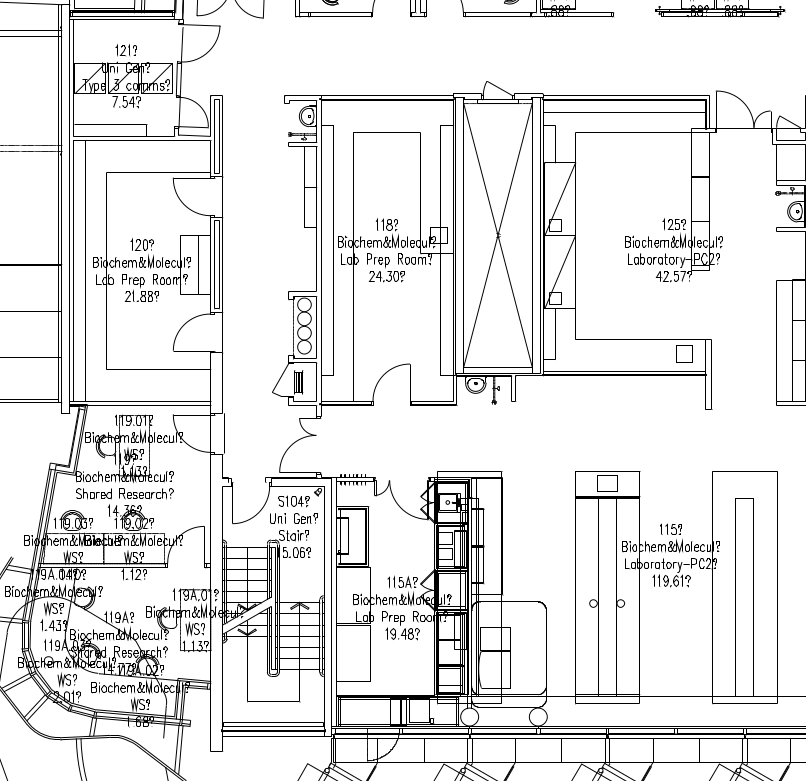 121?
Uni Gen?
Type 3 comms?
7.54?
120?
Biochem&Molecul?
Lab Prep Room?
21.88?
118?
Biochem&Molecul?
Lab Prep Room?
24.30?
125?
Biochem&Molecul?
Laboratory-PC2?
42.57?
119.01?
Biochem&Molecul?
WS?
1.13?
119?
Biochem&Molecul?
Shared Research?
14.36?
119.03?
Biochem&Molecul?
WS?
119.02?
Biochem&Molecul?
WS?
1.12?
S104?
Uni Gen?
Stair?
15.06?
115?
Biochem&Molecul?
Laboratory-PC2?
119.61?
115A?
Biochem&Molecul?
Lab Prep Room?
19.48?
119A.04?
Biochem&Molecul?
WS?
1.43?
119A.01?
Biochem&Molecul?
WS?
1.13?
119A?
Biochem&Molecul?
Shared Research?
14.77?
119A.03?
Biochem&Molecul?
WS?
2.01?
119A.02?
Biochem&Molecul?
WS?
1.68?